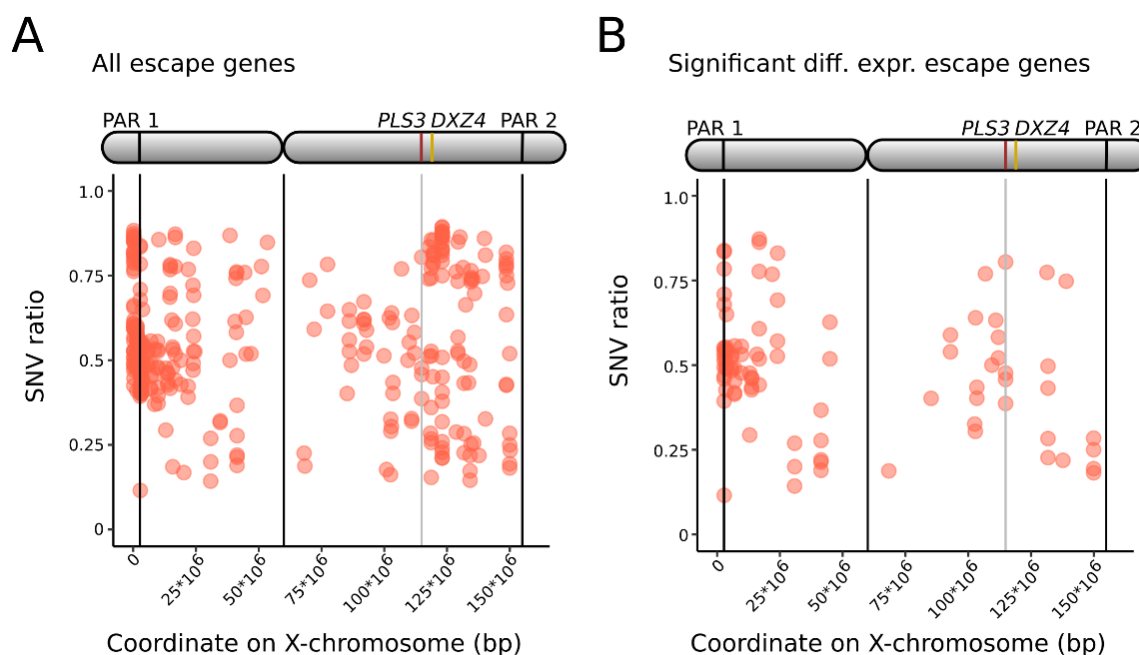 A
B
All escape genes
Significant diff. expr. escape genes
PAR 1
PLS3 DXZ4
PAR 2
PAR 1
PLS3 DXZ4
PAR 2
SNV ratio
1.0
0.75
0.5
0.25
0
0
25*10^6
50*10^6
75*10^6
100*10^6
125*10^6
150*10^6
Coordinate on X-chromosome (bp)
SNV ratio
1.0
0.75
0.5
0.25
0
0
25*10^6
50*10^6
75*10^6
100*10^6
125*10^6
150*10^6
Coordinate on X-chromosome (bp)